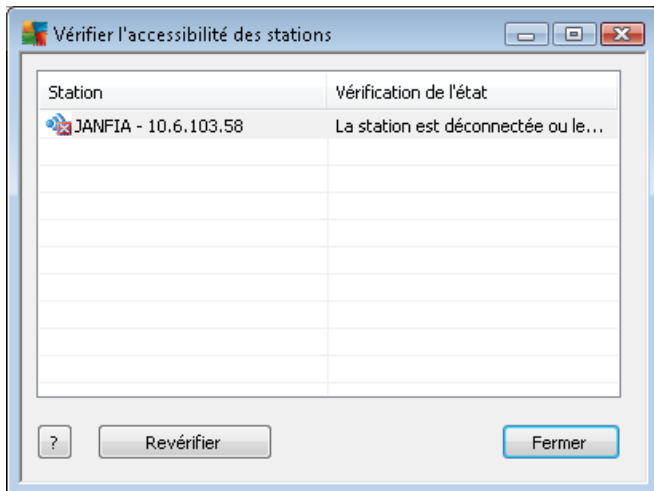 Vérifier l'accessibilité des stations
Station Vérification de l'état
JANFIA - 10.6.103.58 La station est déconnectée ou le...
? Revérifier Fermer